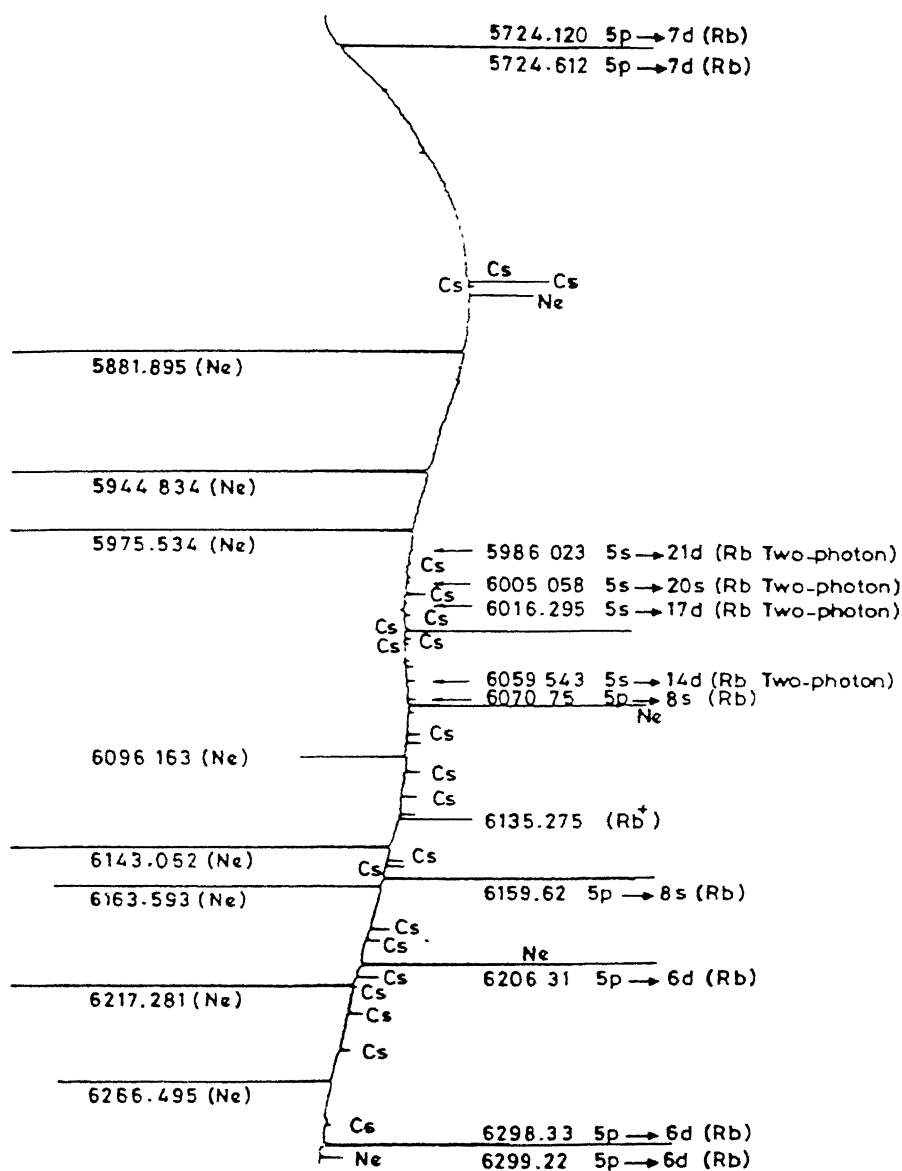 5724.120 5p→7d (Rb)
5724.612 5p→7d (Rb)
Cs
Cs Cs
Ne
5881.895 (Ne)
5944 834 (Ne)
5975.534 (Ne)
5986 023 5s→21d (Rb Two-photon)
Cs
6005 058 5s→20s (Rb Two-photon)
Cs
6016.295 5s→17d (Rb Two-photon)
Cs
Cs
Cs
Cs
6059 543 5s→14d (Rb Two-photon)
6070 75 5p→8s (Rb)
Ne
Cs
6096 163 (Ne)
Cs
Cs
6135.275 (Rb⁺)
6143.052 (Ne)
Cs
Cs
6163.593 (Ne)
6159.62 5p→8s (Rb)
Cs
Cs
Ne
6206 31 5p→6d (Rb)
Cs
6217.281 (Ne)
Cs
Cs
Cs
6266.495 (Ne)
Cs
6298.33 5p→6d (Rb)
Ne
6299.22 5p→6d (Rb)